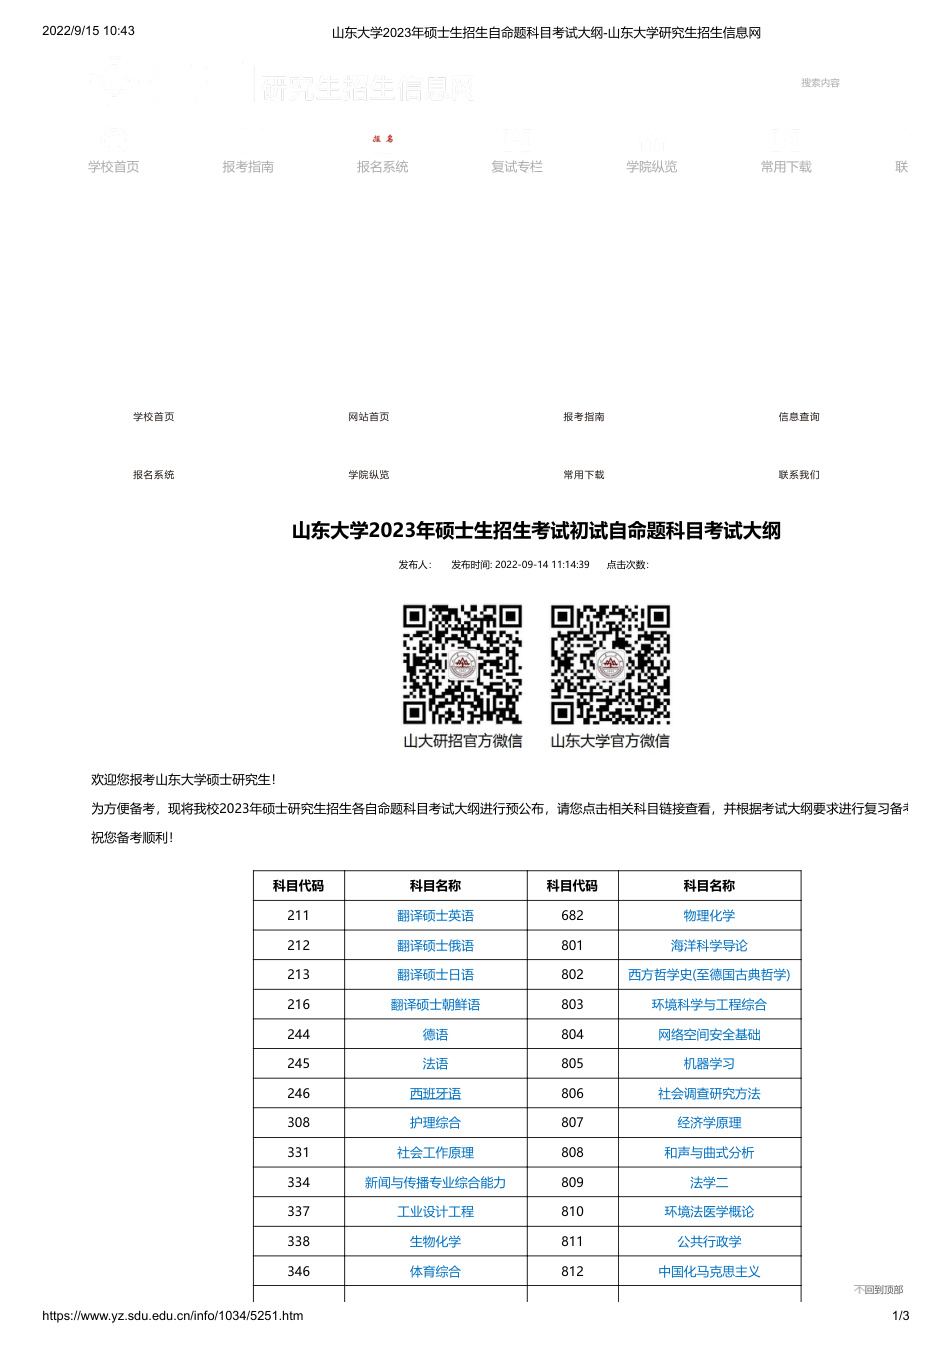 2022/9/15 10:43 山东大学2023年硕士生招生自命题科目考试大纲-山东大学研究生招生信息网
研究生招生信息网 搜索内容
报 名
学校首页 报考指南 报名系统 复试专栏 学院纵览 常用下载 联
学校首页 网站首页 报考指南 信息查询
报名系统 学院纵览 常用下载 联系我们
山东大学2023年硕士生招生考试初试自命题科目考试大纲
发布人： 发布时间: 2022-09-14 11:14:39 点击次数:
山大研招官方微信 山东大学官方微信
欢迎您报考山东大学硕士研究生！
为方便备考，现将我校2023年硕士研究生招生各自命题科目考试大纲进行预公布，请您点击相关科目链接查看，并根据考试大纲要求进行复习备考
祝您备考顺利！
科目代码 科目名称 科目代码 科目名称
211 翻译硕士英语 682 物理化学
212 翻译硕士俄语 801 海洋科学导论
213 翻译硕士日语 802 西方哲学史(至德国古典哲学)
216 翻译硕士朝鲜语 803 环境科学与工程综合
244 德语 804 网络空间安全基础
245 法语 805 机器学习
246 西班牙语 806 社会调查研究方法
308 护理综合 807 经济学原理
331 社会工作原理 808 和声与曲式分析
334 新闻与传播专业综合能力 809 法学二
337 工业设计工程 810 环境法医学概论
338 生物化学 811 公共行政学
346 体育综合 812 中国化马克思主义
不回到顶部
https://www.yz.sdu.edu.cn/info/1034/5251.htm 1/3